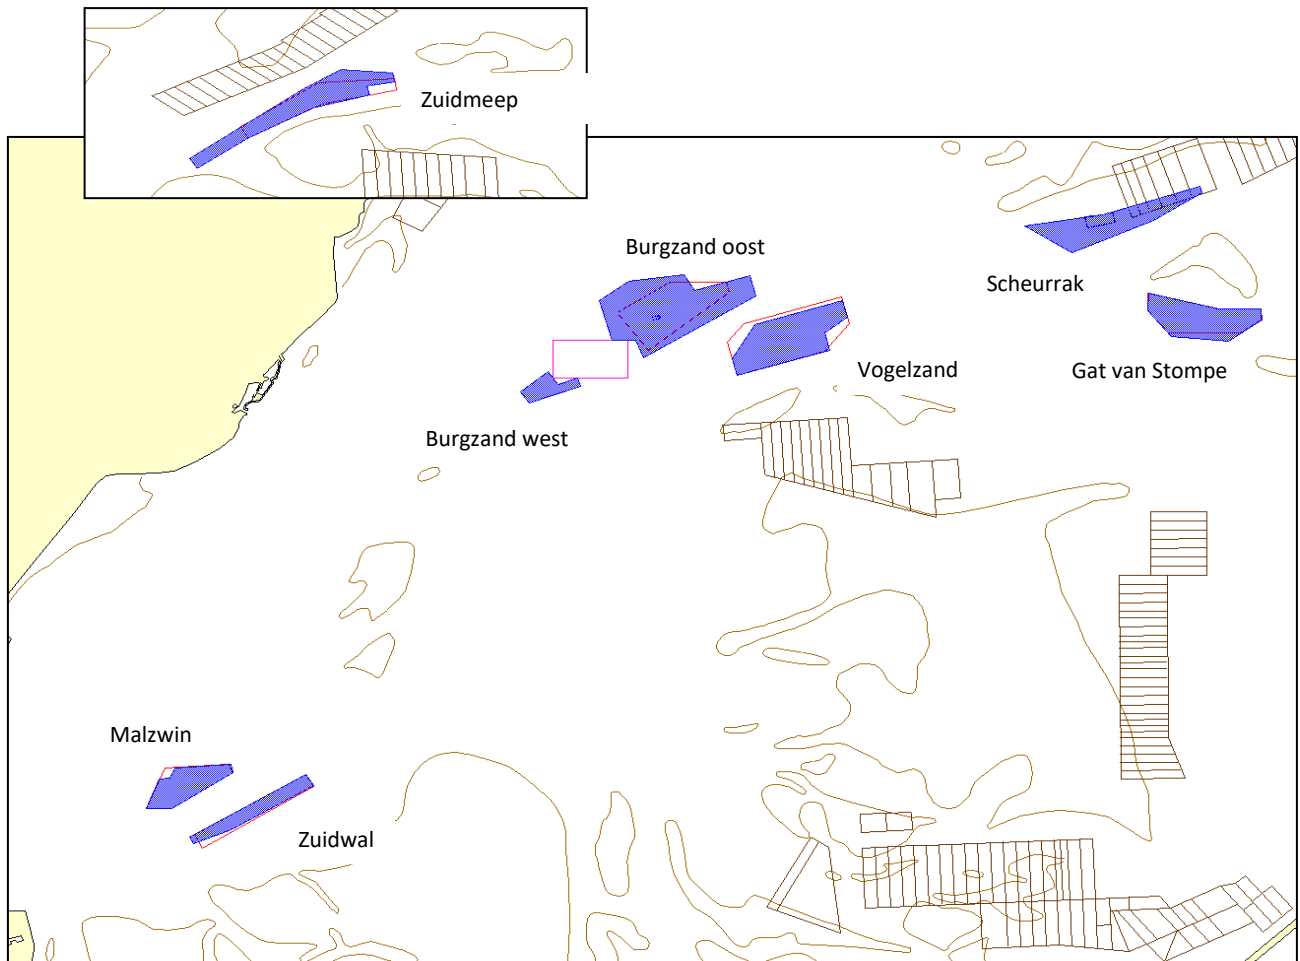 Zuidmeep
Burgzand oost
Scheurrak
Vogelzand
Gat van Stompe
Burgzand west
Malzwin
Zuidwal